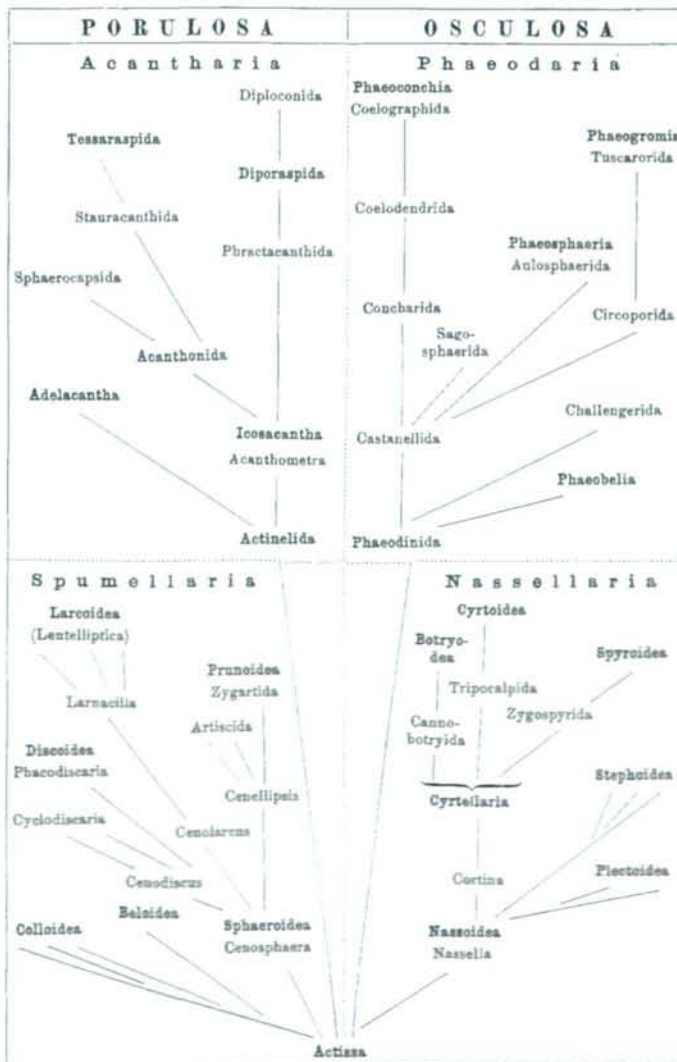 PORULOSA
OSCULOSA
Acantharia
Diploconida
Tessaraspida
Diporaspida
Stauracanthida
Phractacanthida
Sphaerocapsida
Acanthonida
Adelacantha
Icosacantha
Acanthometra
Actinelida
Phaeodaria
Phaeoconchia
Coelographida
Phaeogromia
Tuscarorida
Coelodendrida
Phaeosphaeria
Aulosphaerida
Concharida
Circoporida
Sago-
sphaerida
Challengerida
Castanellida
Phaeobelia
Phaeodinida
Spumellaria
Larcoidea
(Lentelliptica)
Prunoidea
Zygartida
Larnacilla
Artiscida
Discoidea
Phacodiscaria
Cenellipsis
Cyclodiscaria
Cenolarcus
Cenodiscus
Beloidea
Colloidea
Sphaeroidea
Cenosphaera
Nassellaria
Cyrtoidea
Botryo-
dea
Spyroidea
Tripocalpida
Zygospyrida
Canno-
botryida
Stephoidea
Cyrtellaria
Plectoidea
Cortina
Nassoidea
Nassella
Actissa